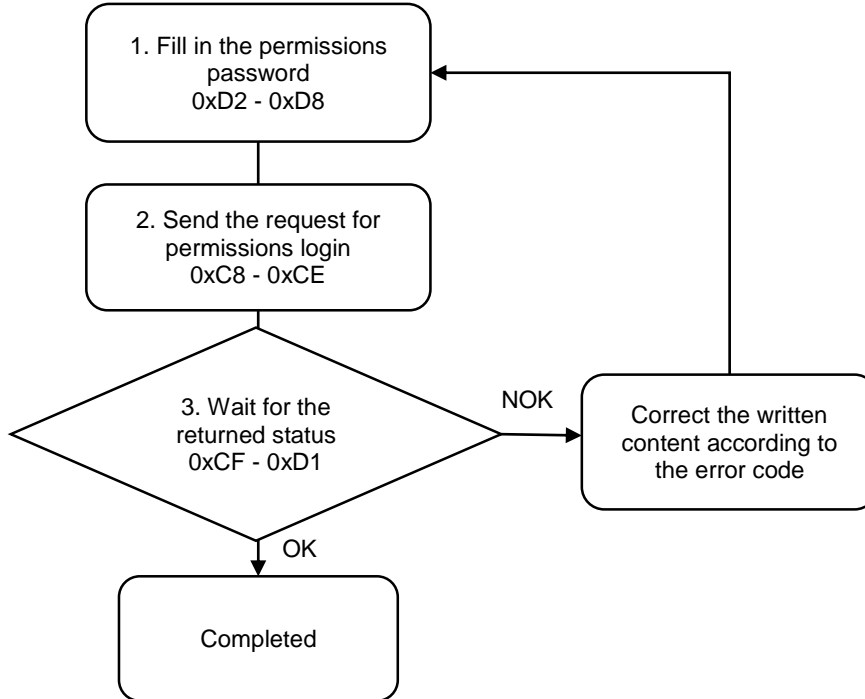 1. Fill in the permissions
password
0xD2 - 0xD8
2. Send the request for
permissions login
0xC8 - 0xCE
3. Wait for the
returned status
0xCF - 0xD1
NOK
Correct the written
content according to
the error code
OK
Completed